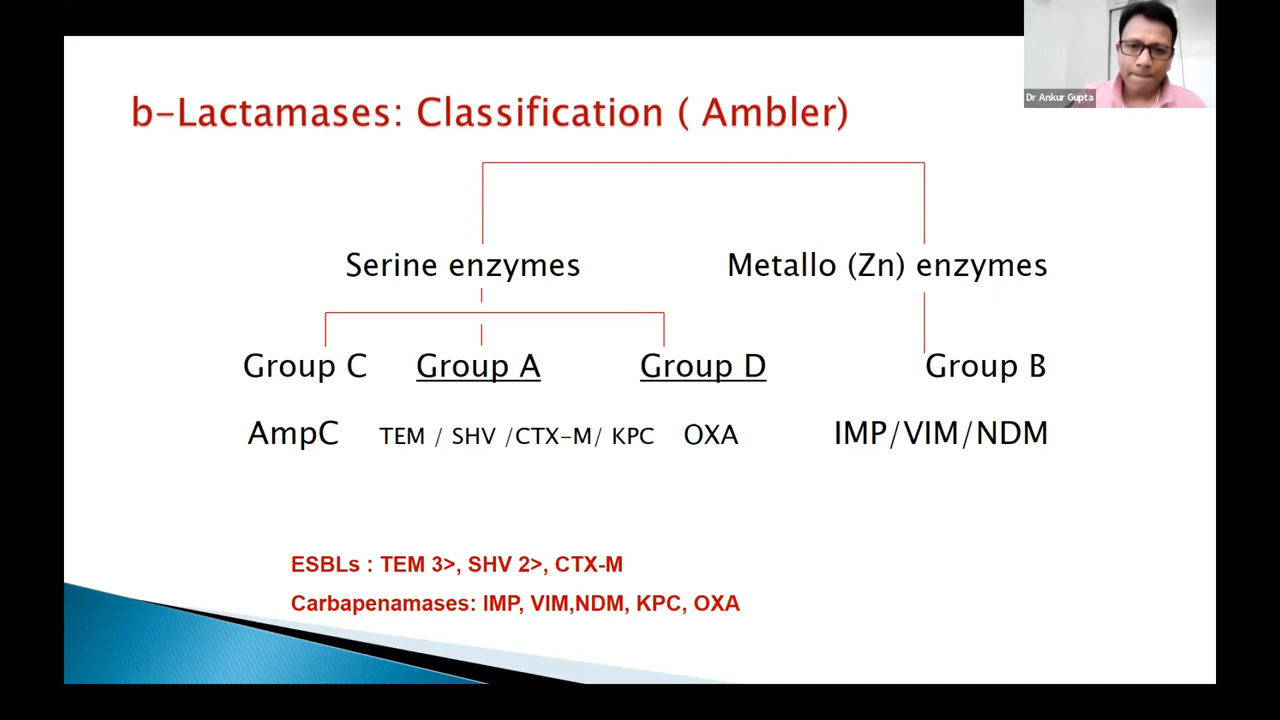 Dr Ankur Gupta
b-Lactamases: Classification ( Ambler)
Serine enzymes Metallo (Zn) enzymes
Group C Group A Group D Group B
AmpC TEM / SHV /CTX-M/ KPC OXA IMP/VIM/NDM
ESBLs : TEM 3>, SHV 2>, CTX-M
Carbapenamases: IMP, VIM,NDM, KPC, OXA